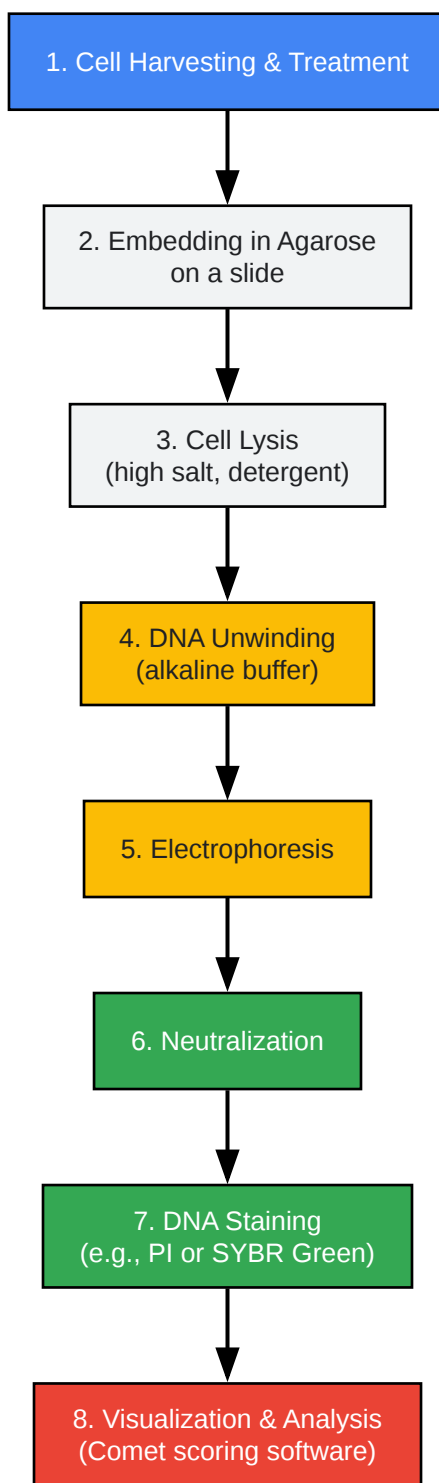 1. Cell Harvesting & Treatment
2. Embedding in Agarose
on a slide
3. Cell Lysis
(high salt, detergent)
4. DNA Unwinding
(alkaline buffer)
5. Electrophoresis
6. Neutralization
7. DNA Staining
(e.g., PI or SYBR Green)
8. Visualization & Analysis
(Comet scoring software)